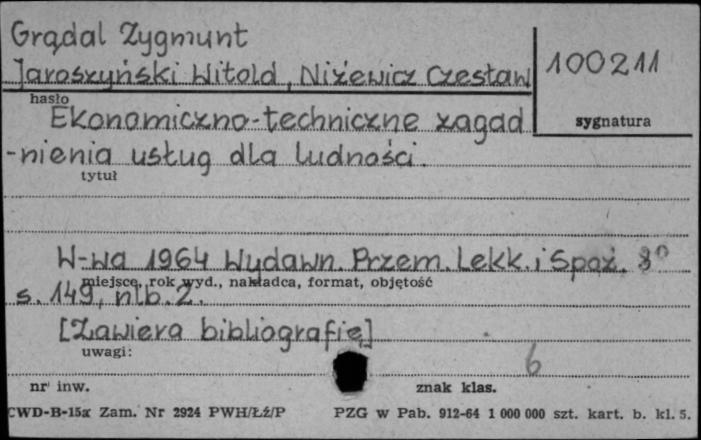 Grądal Zygmunt
Jaroszyński Witold, Niżewicz Czesław
100211
hasło
sygnatura
Ekonomiczno-techniczne zagad
-nienia usług dla ludności.
tytuł
W-wa 1964 Wydawn. Przem. Lekk. i Spoż. 8°
miejsce, rok wyd., nakładca, format, objętość
s. 149, nlb. 2.
[Zawiera bibliografię]
uwagi:
6
nr inw.
znak klas.
CWD-B-15a Zam. Nr 2924 PWH/ŁŻ/P PZG w Pab. 912-64 1 000 000 szt. kart. b. kl. 5.